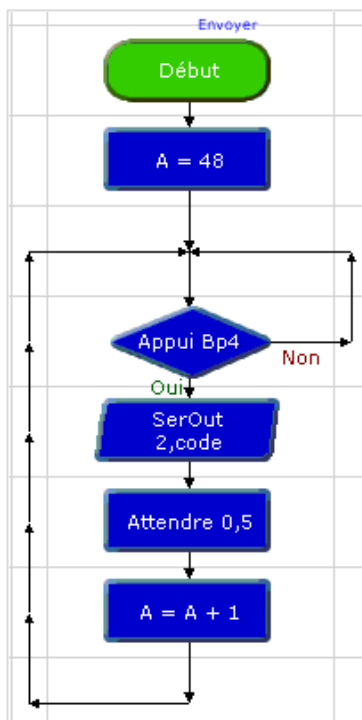 Envoyer
Début
A = 48
Appui Bp4
Non
Oui
SerOut
2,code
Attendre 0,5
A = A + 1